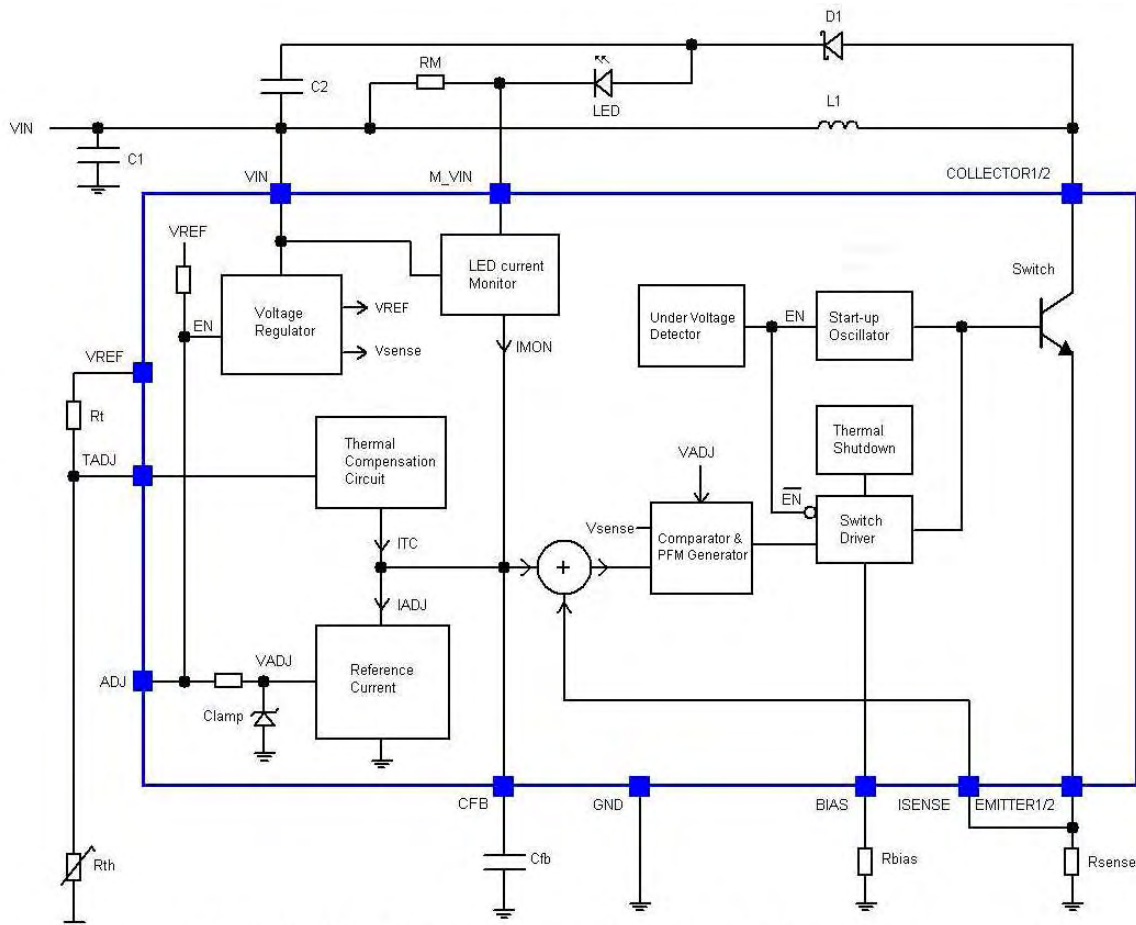 D1
RM
C2
LED
L1
VIN
C1
VIN
M_VIN
COLLECTOR1/2
VREF
LED current
Monitor
Switch
Voltage
Regulator
EN
VREF
Vsense
Under Voltage
Detector
EN
Start-up
Oscillator
VREF
IMON
Rt
Thermal
Compensation
Circuit
Thermal
Shutdown
TADJ
VADJ
EN
Vsense
Comparator &
PFM Generator
Switch
Driver
ITC
+
IADJ
ADJ
VADJ
Reference
Current
Clamp
CFB
GND
BIAS
ISENSE
EMITTER1/2
Rth
Cfb
Rbias
Rsense